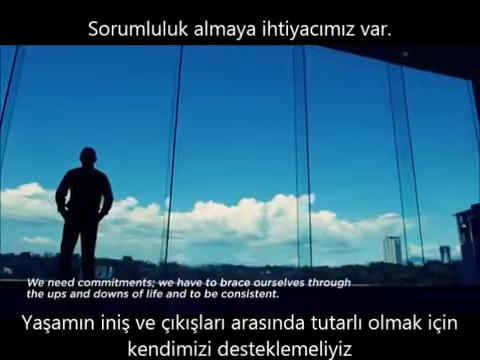 Sorumluluk almaya ihtiyacımız var.
We need commitments; we have to brace ourselves through
the ups and downs of life and to be consistent.
Yaşamın iniş ve çıkışları arasında tutarlı olmak için
kendimizi desteklemeliyiz